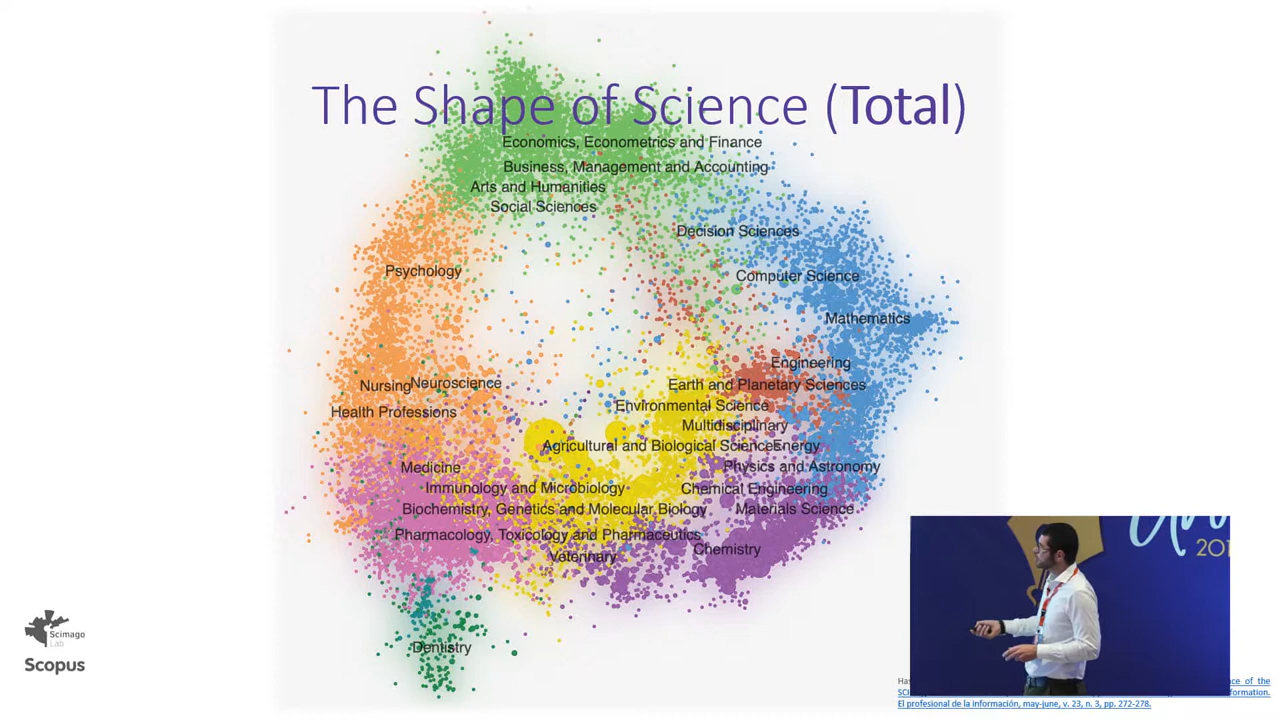 The Shape of Science (Total)
Economics, Econometrics and Finance
Business, Management and Accounting
Arts and Humanities
Social Sciences
Decision Sciences
Psychology
Computer Science
Mathematics
Engineering
Nursing
Neuroscience
Earth and Planetary Sciences
Health Professions
Environmental Science
Multidisciplinary
Agricultural and Biological Sciences
Energy
Medicine
Physics and Astronomy
Immunology and Microbiology
Chemical Engineering
Biochemistry, Genetics and Molecular Biology
Materials Science
Pharmacology, Toxicology and Pharmaceutics
Chemistry
Veterinary
Dentistry
Scimago
Lab
Scopus
201
ce of the
El profesional de la información, may-june, v. 23, n. 3, pp. 272-278.